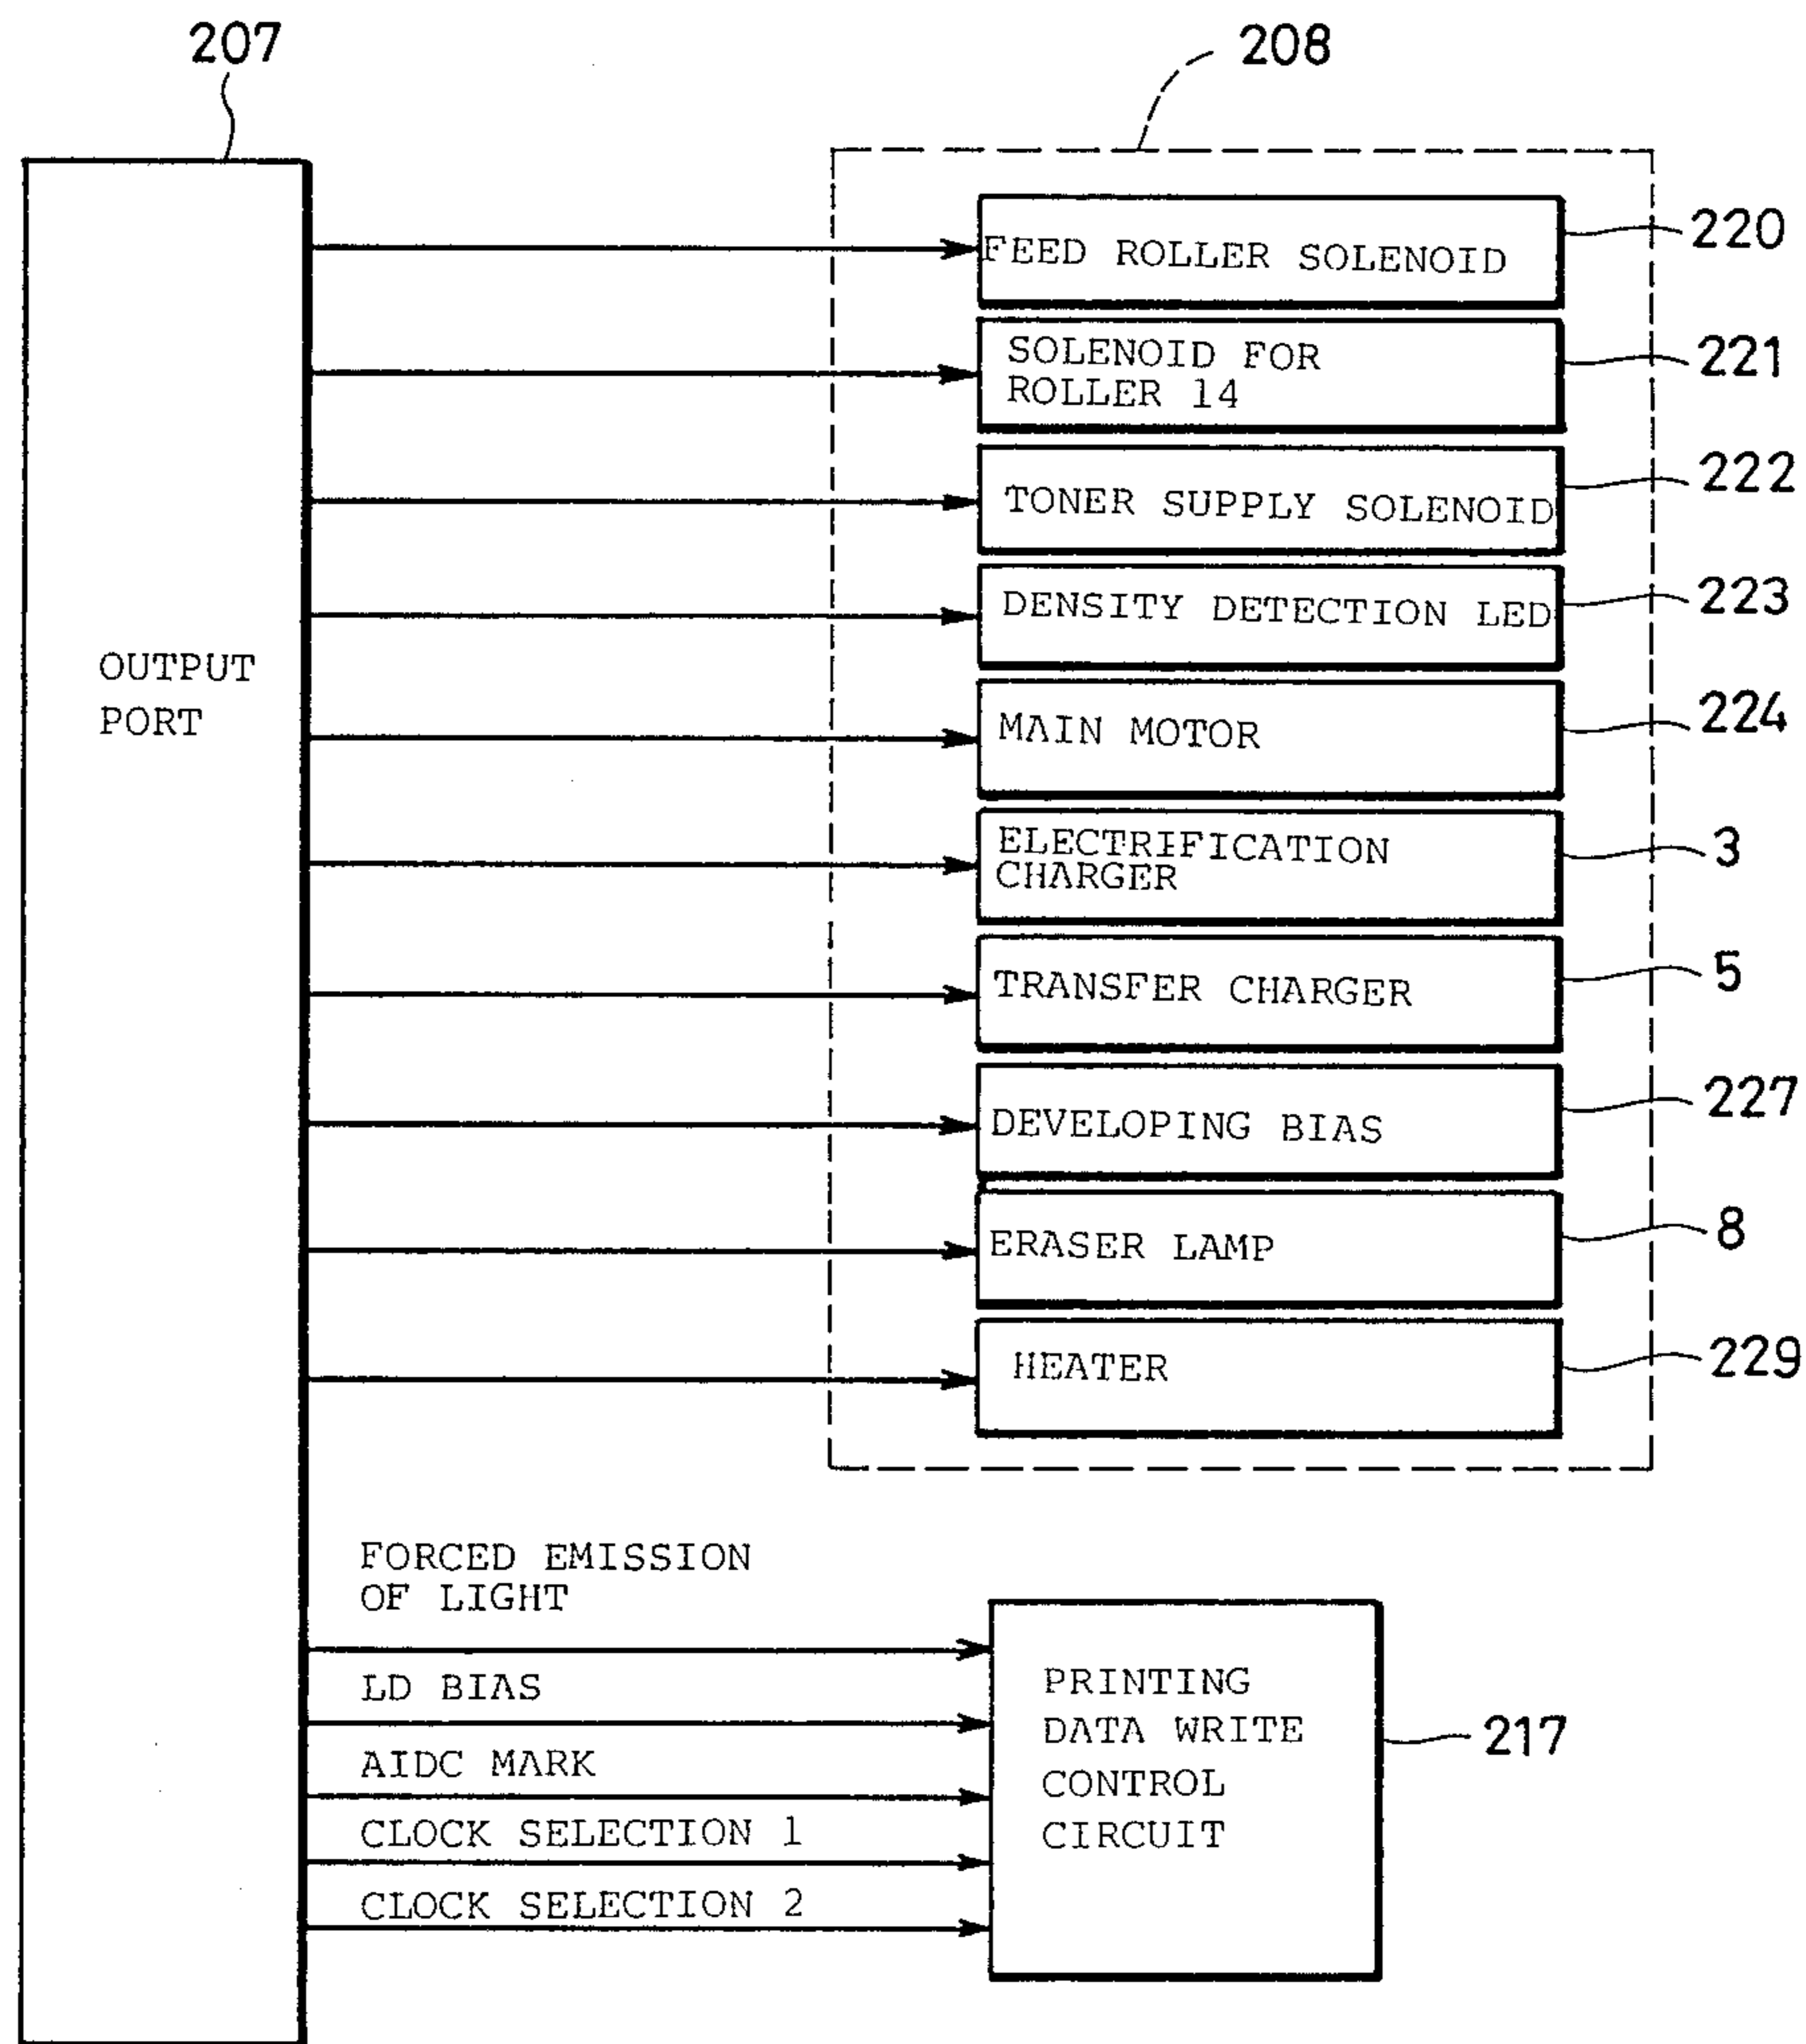 207
208
OUTPUT
PORT
FEED ROLLER SOLENOID
220
SOLENOID FOR
ROLLER 14
221
TONER SUPPLY SOLENOID
222
DENSITY DETECTION LED
223
MAIN MOTOR
224
ELECTRIFICATION
CHARGER
3
TRANSFER CHARGER
5
DEVELOPING BIAS
227
ERASER LAMP
8
HEATER
229
FORCED EMISSION
OF LIGHT
LD BIAS
AIDC MARK
CLOCK SELECTION 1
CLOCK SELECTION 2
PRINTING
DATA WRITE
CONTROL
CIRCUIT
217